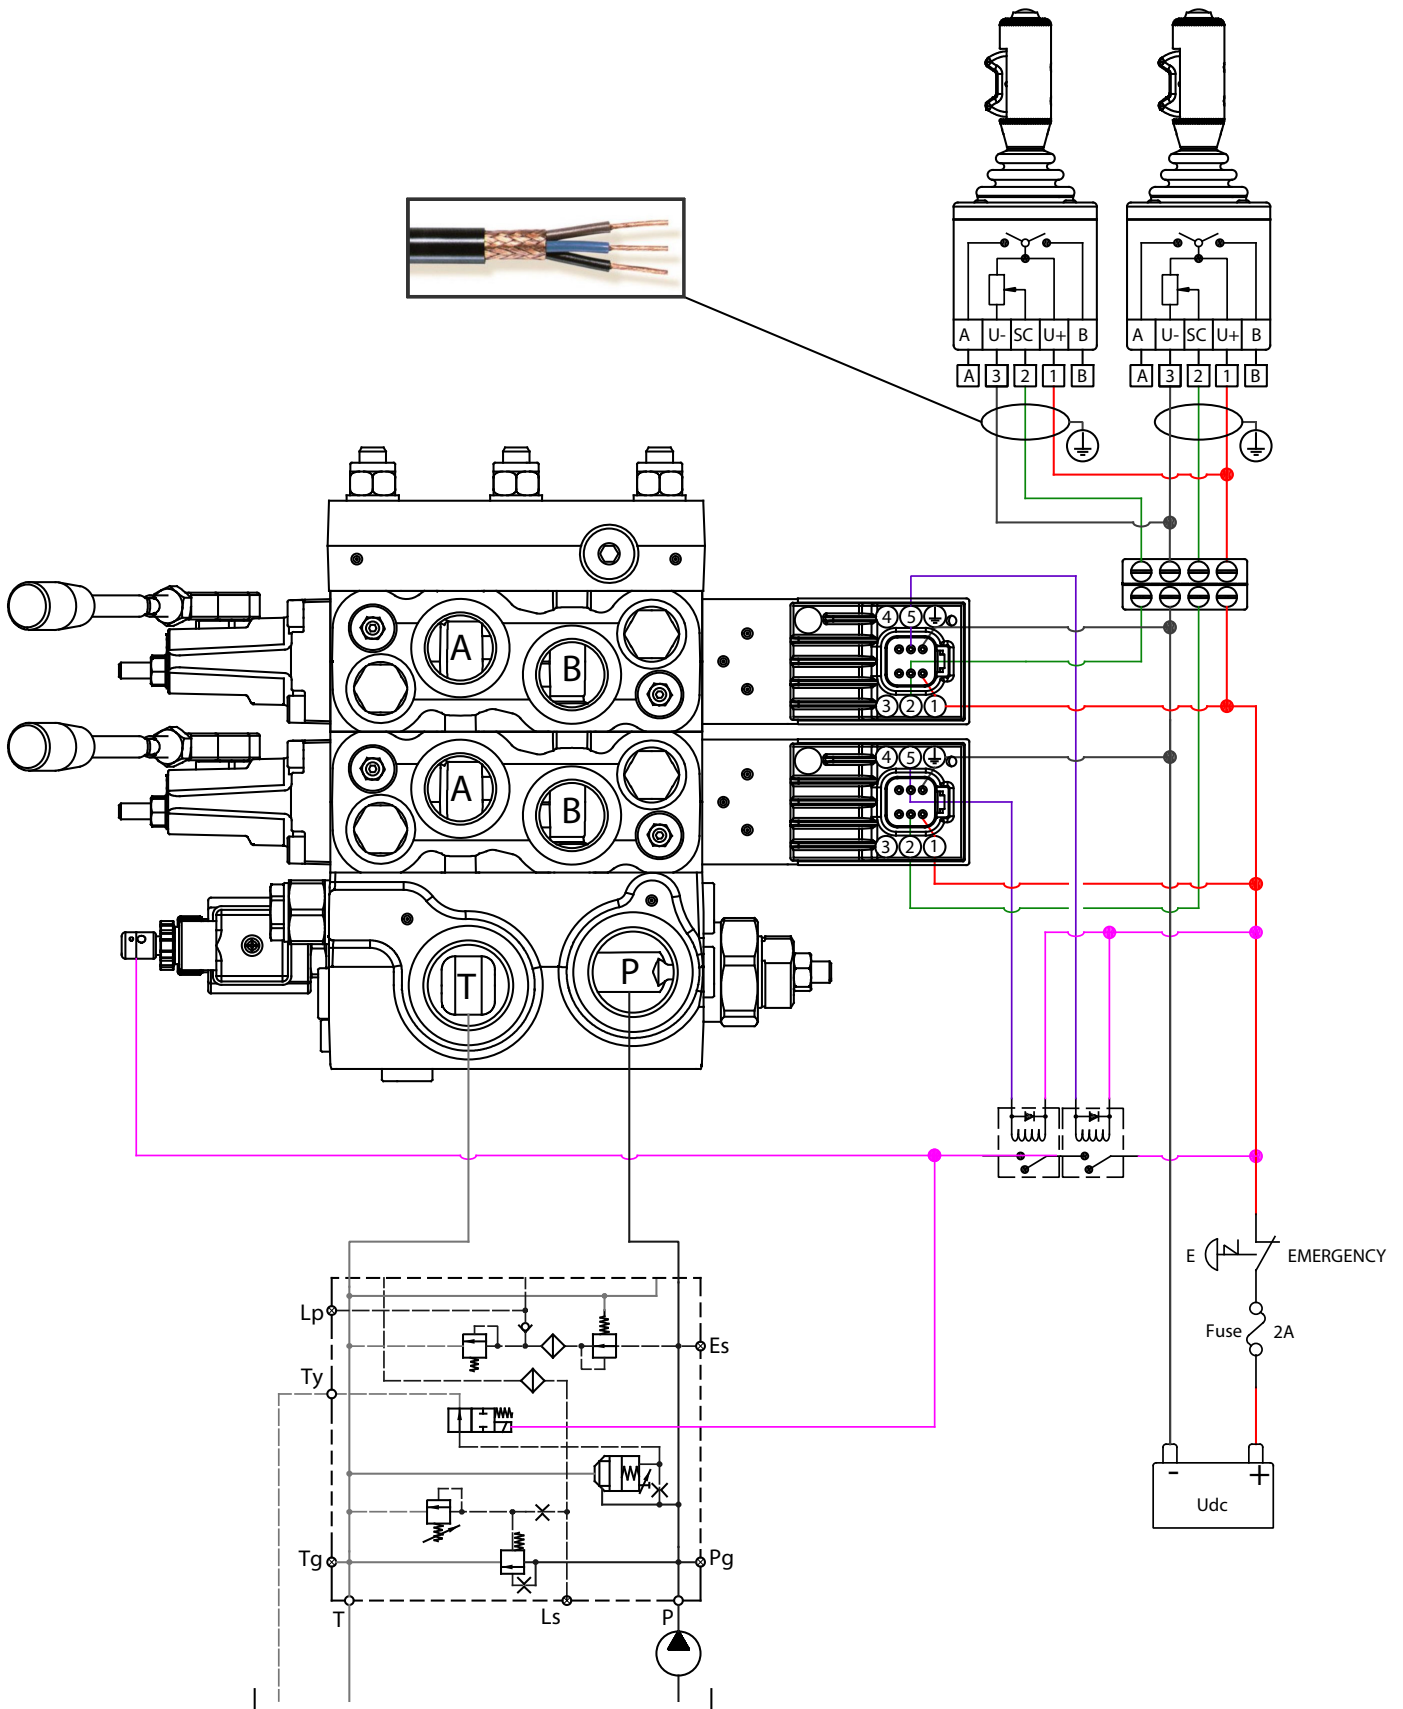 A U- SC U+ B
A U- SC U+ B
A 3 2 1 B
A 3 2 1 B
4 5
A
B
3 2 1
4 5
A
B
3 2 1
T
P
E EMERGENCY
Lp
Fuse 2A
Es
Ty
- +
Udc
Tg
Pg
T
Ls
P